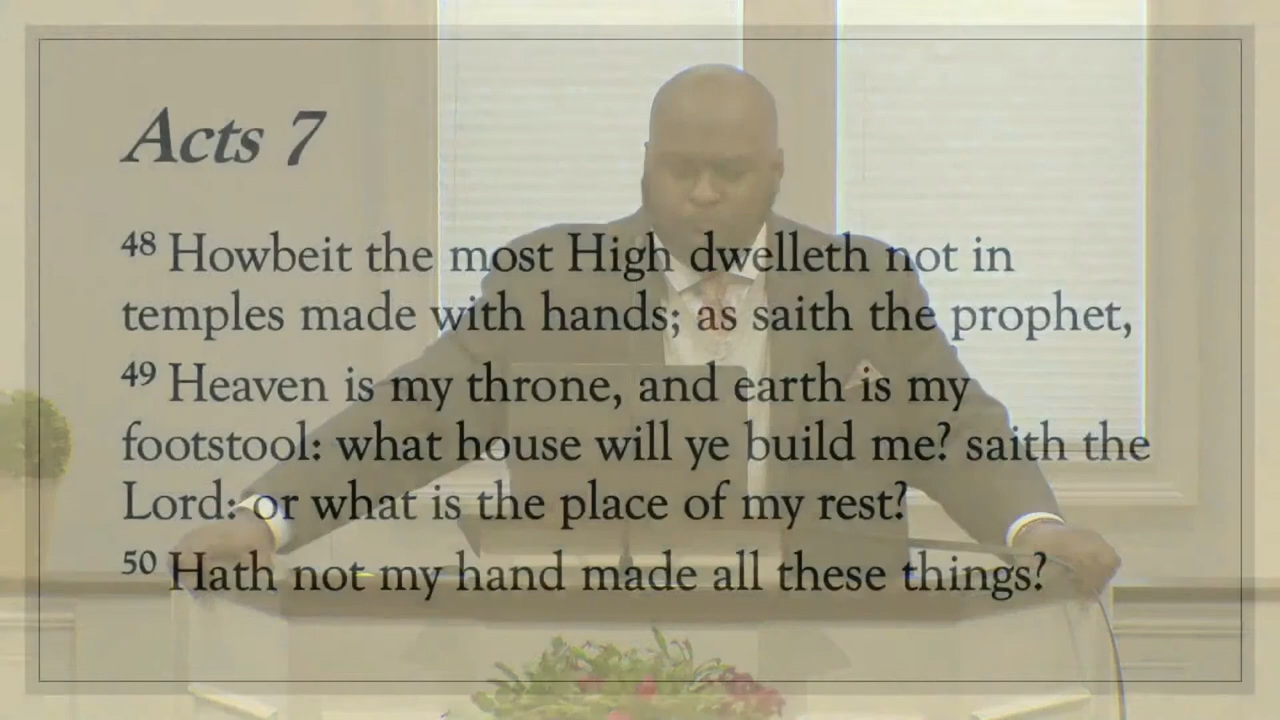 Acts 7
48 Howbeit the most High dwelleth not in
temples made with hands; as saith the prophet,
49 Heaven is my throne, and earth is my
footstool: what house will ye build me? saith the
Lord: or what is the place of my rest?
50 Hath not my hand made all these things?